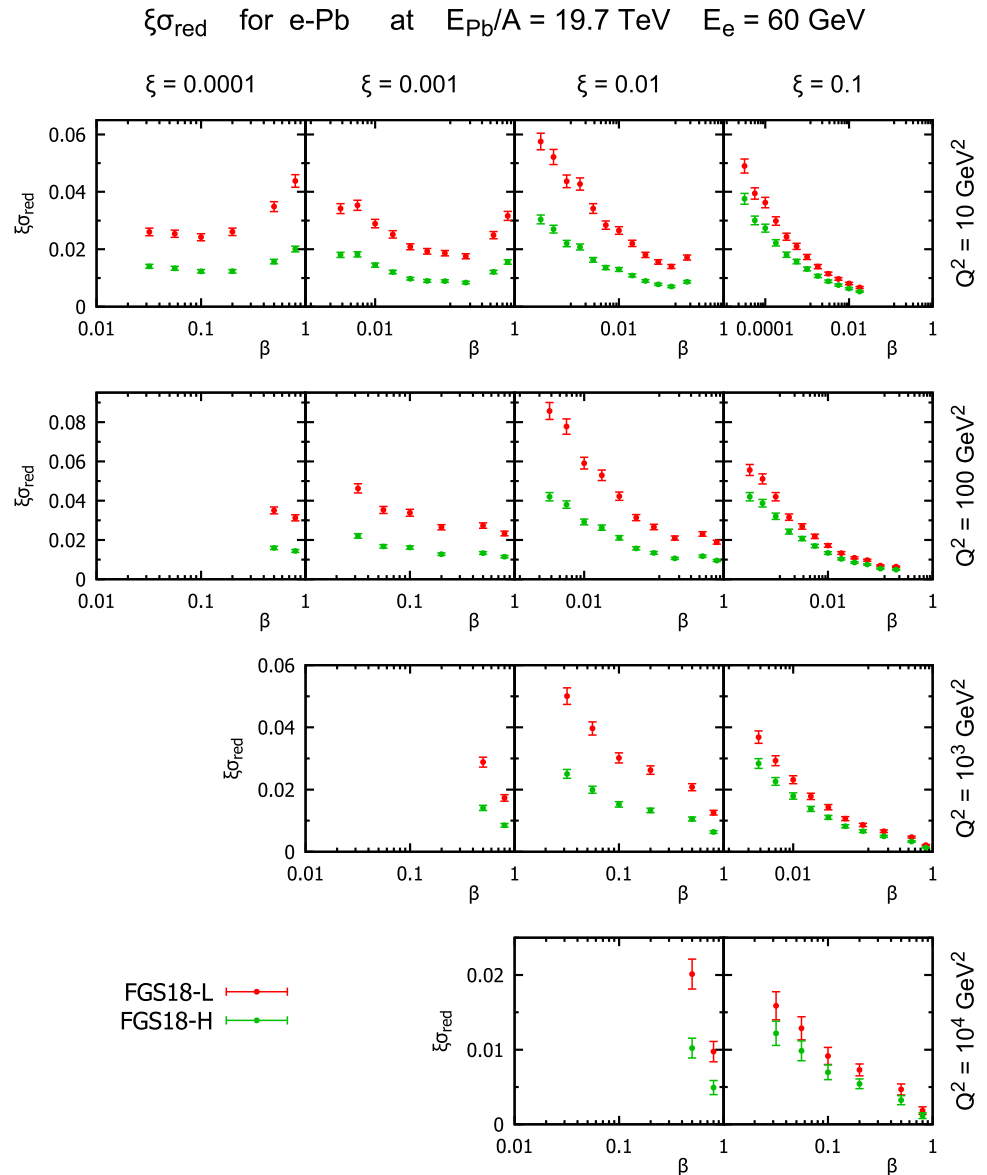 ξσred for e-Pb at EPb/A = 19.7 TeV Ee = 60 GeV
ξ = 0.0001 ξ = 0.001 ξ = 0.01 ξ = 0.1
0.06
0.04
0.02
0
ξσred
Q² = 10 GeV²
0.01 0.1 1 0.01 1 0.01 1 0.0001 0.01 1
β β β β
0.08
0.06
0.04
0.02
0
ξσred
Q² = 100 GeV²
0.01 0.1 1 0.1 1 0.01 1 0.01 1
β β β β
0.06
0.04
0.02
0
ξσred
Q² = 10³ GeV²
0.01 0.1 1 0.1 1 0.01 1
β β β
0.02
0.01
0
ξσred
Q² = 10⁴ GeV²
0.01 0.1 1 0.1 1
β β
FGS18-L
FGS18-H